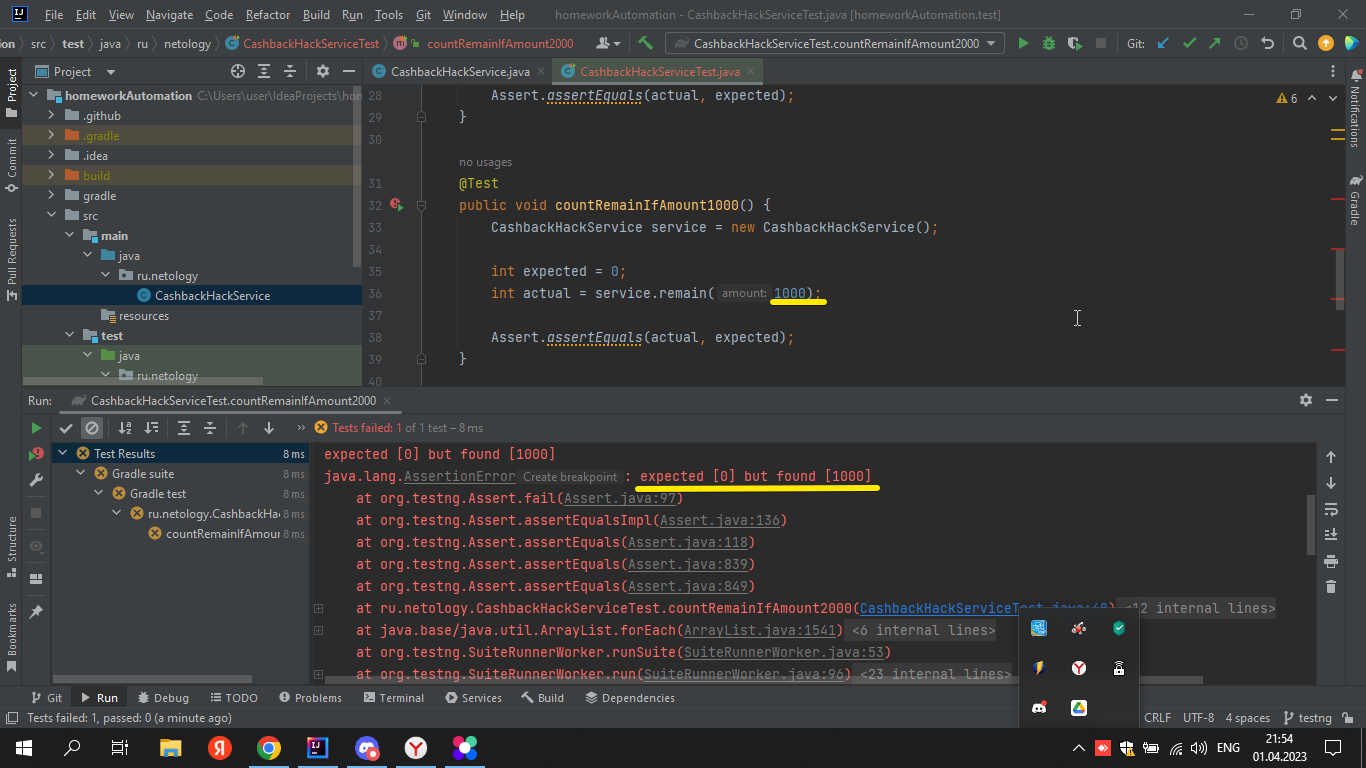 File Edit View Navigate Code Refactor Build Run Tools Git Window Help homeworkAutomation - CashbackHackServiceTest.java [homeworkAutomation.test]
on src test java ru netology CashbackHackServiceTest countRemainIfAmount2000 CashbackHackServiceTest.countRemainIfAmount2000 Git:
Project
Commit
Pull Requests
Structure
Bookmarks
Project
homeworkAutomation C:\Users\user\IdeaProjects\hom
.github
.gradle
.idea
build
gradle
src
main
java
ru.netology
CashbackHackService
resources
test
java
ru.netology
CashbackHackService.java CashbackHackServiceTest.java
6
28 Assert.assertEquals(actual, expected);
29 }
30
no usages
31 @Test
32 public void countRemainIfAmount1000() {
33 CashbackHackService service = new CashbackHackService();
34
35 int expected = 0;
36 int actual = service.remain( amount: 1000);
37
38 Assert.assertEquals(actual, expected);
39 }
40
Notifications
Gradle
Run: CashbackHackServiceTest.countRemainIfAmount2000
» Tests failed: 1 of 1 test – 8 ms
Test Results 8 ms
Gradle suite 8 ms
Gradle test 8 ms
ru.netology.CashbackHa 8 ms
countRemainIfAmour 8 ms
expected [0] but found [1000]
java.lang.AssertionError Create breakpoint : expected [0] but found [1000]
at org.testng.Assert.fail(Assert.java:97)
at org.testng.Assert.assertEqualsImpl(Assert.java:136)
at org.testng.Assert.assertEquals(Assert.java:118)
at org.testng.Assert.assertEquals(Assert.java:839)
at org.testng.Assert.assertEquals(Assert.java:849)
at ru.netology.CashbackHackServiceTest.countRemainIfAmount2000(CashbackHackServiceTest.java:48) <12 internal lines>
at java.base/java.util.ArrayList.forEach(ArrayList.java:1541) <6 internal lines>
at org.testng.SuiteRunnerWorker.runSuite(SuiteRunnerWorker.java:53)
at org.testng.SuiteRunnerWorker.run(SuiteRunnerWorker.java:96) <23 internal lines>
Git Run Debug TODO Problems Terminal Services Build Dependencies
Tests failed: 1, passed: 0 (a minute ago) CRLF UTF-8 4 spaces testng
ENG
21:54
01.04.2023